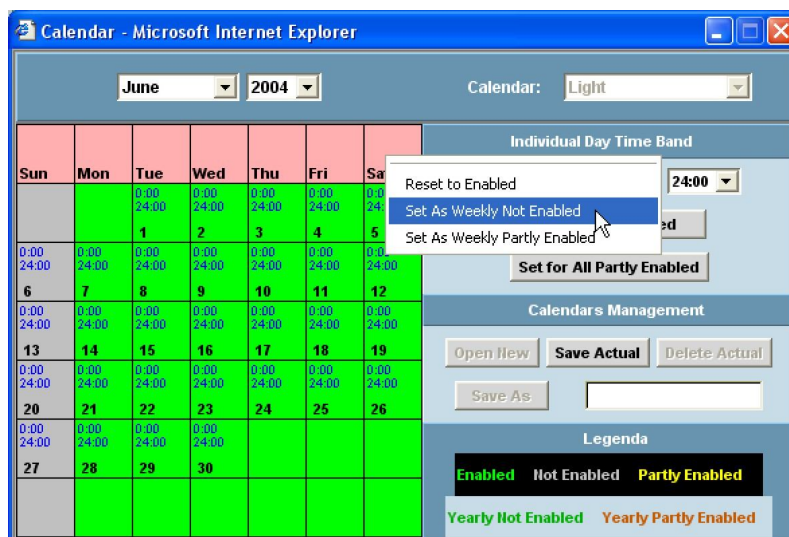 Calendar - Microsoft Internet Explorer
June 2004 Calendar: Light
Individual Day Time Band
Sun Mon Tue Wed Thu Fri
Reset to Enabled
24:00
Set As Weekly Not Enabled
Set As Weekly Partly Enabled
0:00 0:00 0:00 0:00
24:00 24:00 24:00 24:00
1 2 3 4 5
Set for All Partly Enabled
0:00 0:00 0:00 0:00 0:00 0:00 0:00
24:00 24:00 24:00 24:00 24:00 24:00 24:00
6 7 8 9 10 11 12
Calendars Management
0:00 0:00 0:00 0:00 0:00 0:00 0:00
24:00 24:00 24:00 24:00 24:00 24:00 24:00
13 14 15 16 17 18 19
Open New Save Actual Delete Actual
0:00 0:00 0:00 0:00 0:00 0:00 0:00
24:00 24:00 24:00 24:00 24:00 24:00 24:00
20 21 22 23 24 25 26
Save As
0:00 0:00 0:00 0:00
24:00 24:00 24:00 24:00
27 28 29 30
Legenda
Enabled Not Enabled Partly Enabled
Yearly Not Enabled Yearly Partly Enabled